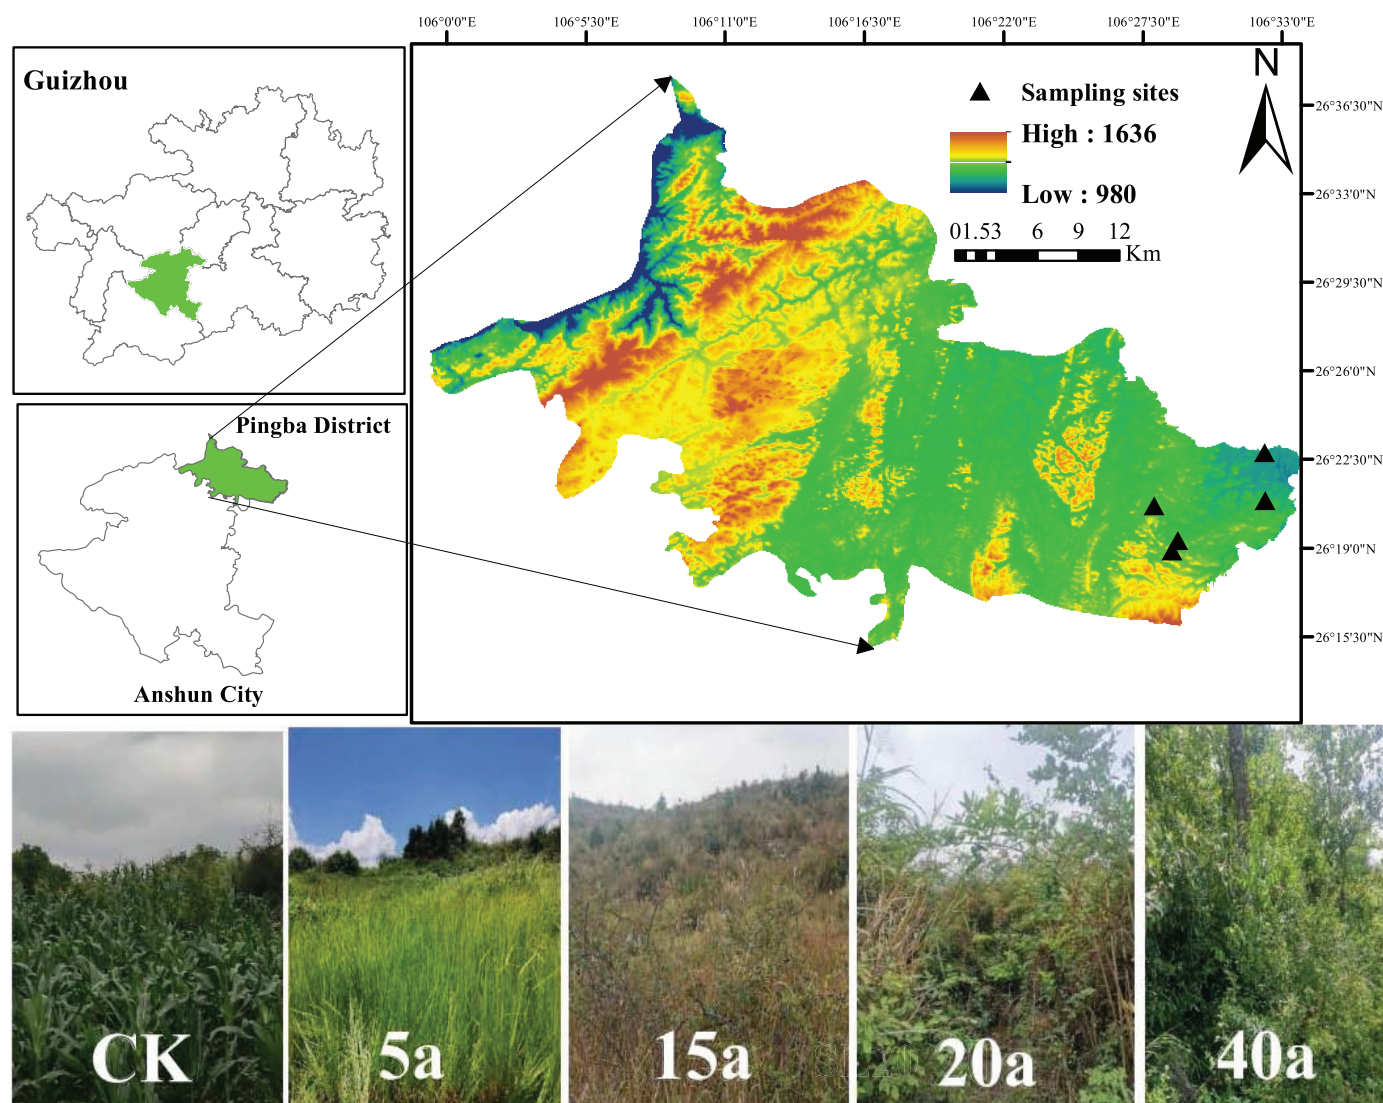 106°0'0"E 106°5'30"E 106°11'0"E 106°16'30"E 106°22'0"E 106°27'30"E 106°33'0"E
Guizhou
N
Sampling sites
High : 1636
Low : 980
01.53 6 9 12
Km
26°36'30"N
26°33'0"N
26°29'30"N
26°26'0"N
26°22'30"N
26°19'0"N
26°15'30"N
Pingba District
Anshun City
CK 5a 15a 20a 40a